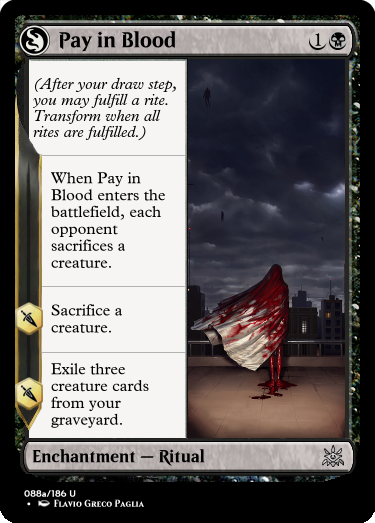 Pay in Blood 1
(After your draw step,
you may fulfill a rite.
Transform when all
rites are fulfilled.)
When Pay in
Blood enters the
battlefield, each
opponent
sacrifices a
creature.
Sacrifice a
creature.
Exile three
creature cards
from your
graveyard.
Enchantment — Ritual
088a/186 U
• Flavio Greco Paglia